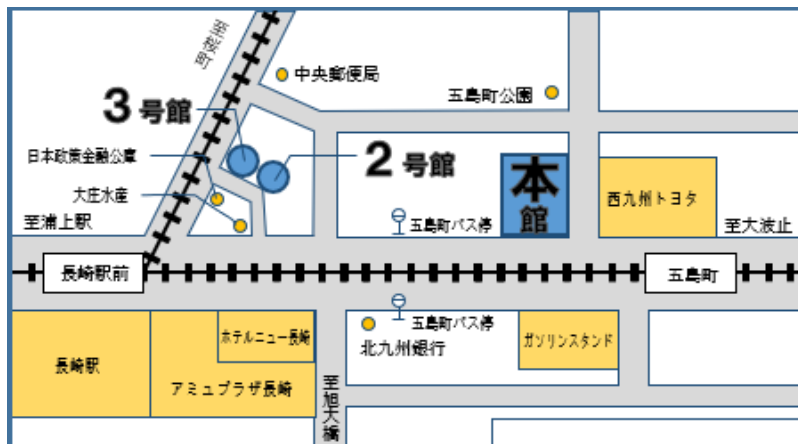 至桜町
中央郵便局
五島町公園
3号館
日本政策金融公庫
2号館
大庄水産
本館
西九州トヨタ
至浦上駅
五島町バス停
至大波止
長崎駅前
五島町
五島町バス停
ホテルニュー長崎
北九州銀行
ガソリンスタンド
長崎駅
アミュプラザ長崎
至旭大橋